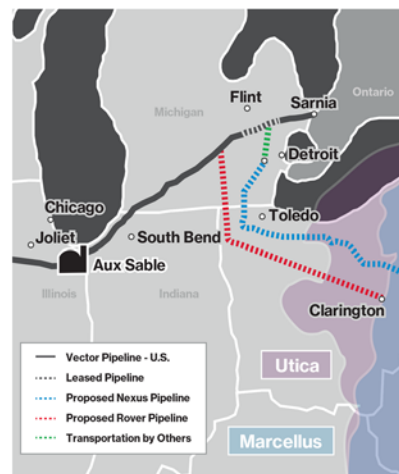 Flint
Sarnia
Michigan
Ontario
Detroit
Chicago
Toledo
Joliet
South Bend
Aux Sable
Illinois
Indiana
Clarington
Vector Pipeline - U.S.
Leased Pipeline
Proposed Nexus Pipeline
Proposed Rover Pipeline
Transportation by Others
Utica
Marcellus